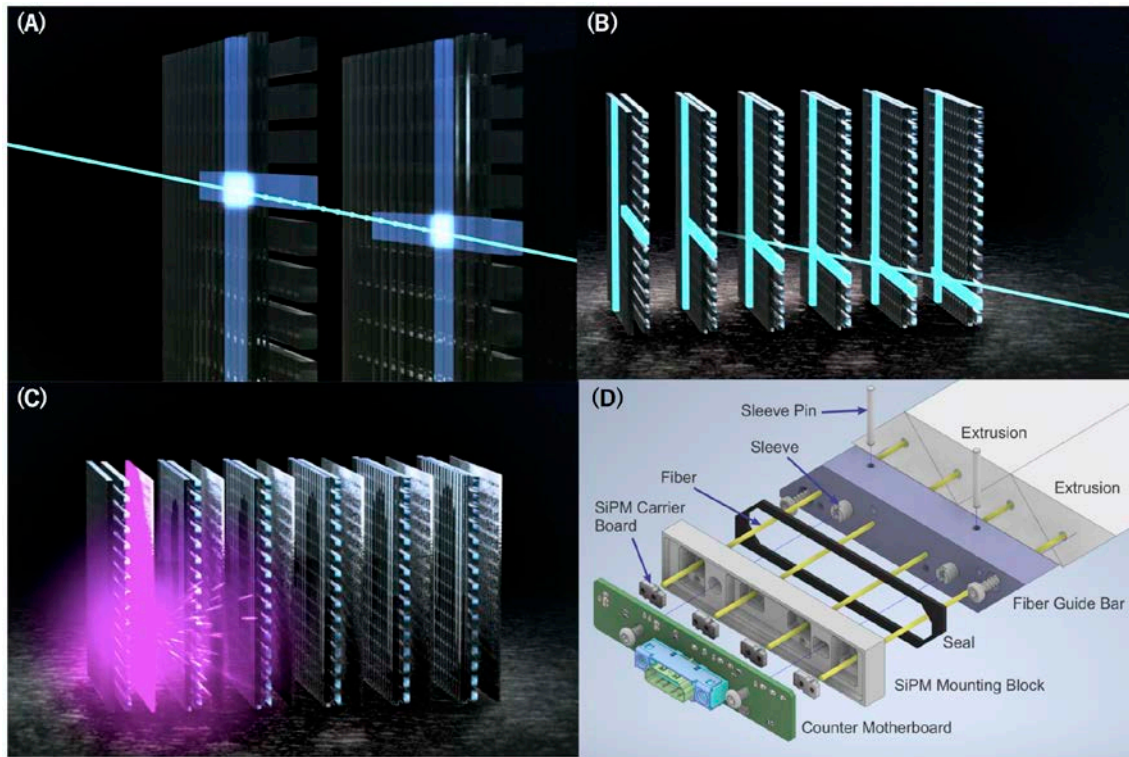 (A)
(B)
(C)
(D)
Sleeve Pin
Extrusion
Sleeve
Fiber
Extrusion
SiPM Carrier
Board
Fiber Guide Bar
Seal
SiPM Mounting Block
Counter Motherboard